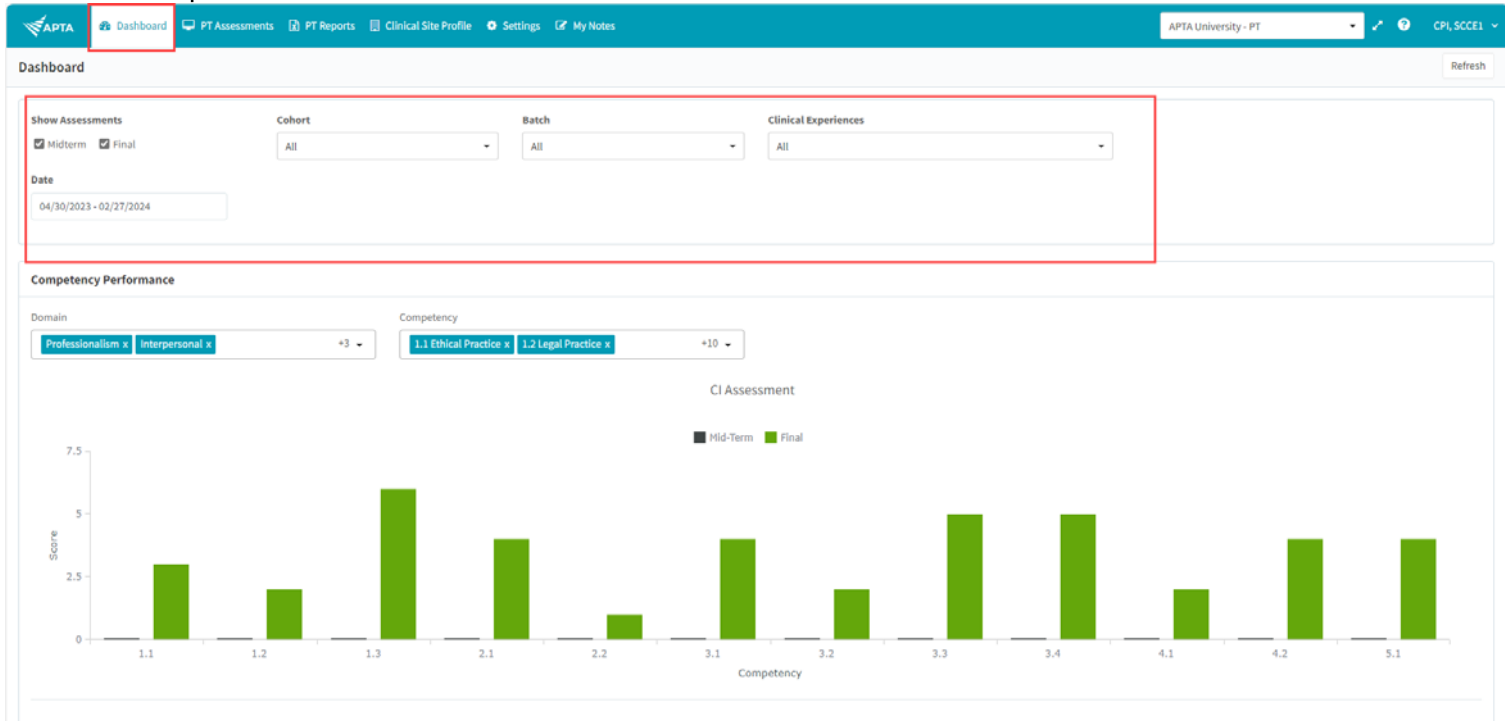 APTA Dashboard PT Assessments PT Reports Clinical Site Profile Settings My Notes APTA University - PT CPI, SCCE1
Dashboard Refresh
Show Assessments Cohort Batch Clinical Experiences
Midterm Final All All All
Date
04/30/2023 - 02/27/2024
Competency Performance
Domain Competency
Professionalism x Interpersonal x +3 1.1 Ethical Practice x 1.2 Legal Practice x +10
CI Assessment
Mid-Term Final
7.5
5
2.5
0
Score
1.1 1.2 1.3 2.1 2.2 3.1 3.2 3.3 3.4 4.1 4.2 5.1
Competency